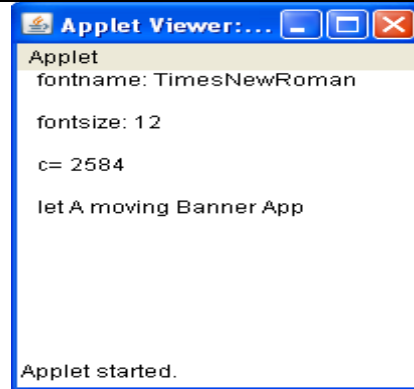 Applet Viewer:...
Applet
fontname: TimesNewRoman
fontsize: 12
c= 2584
let A moving Banner App
Applet started.